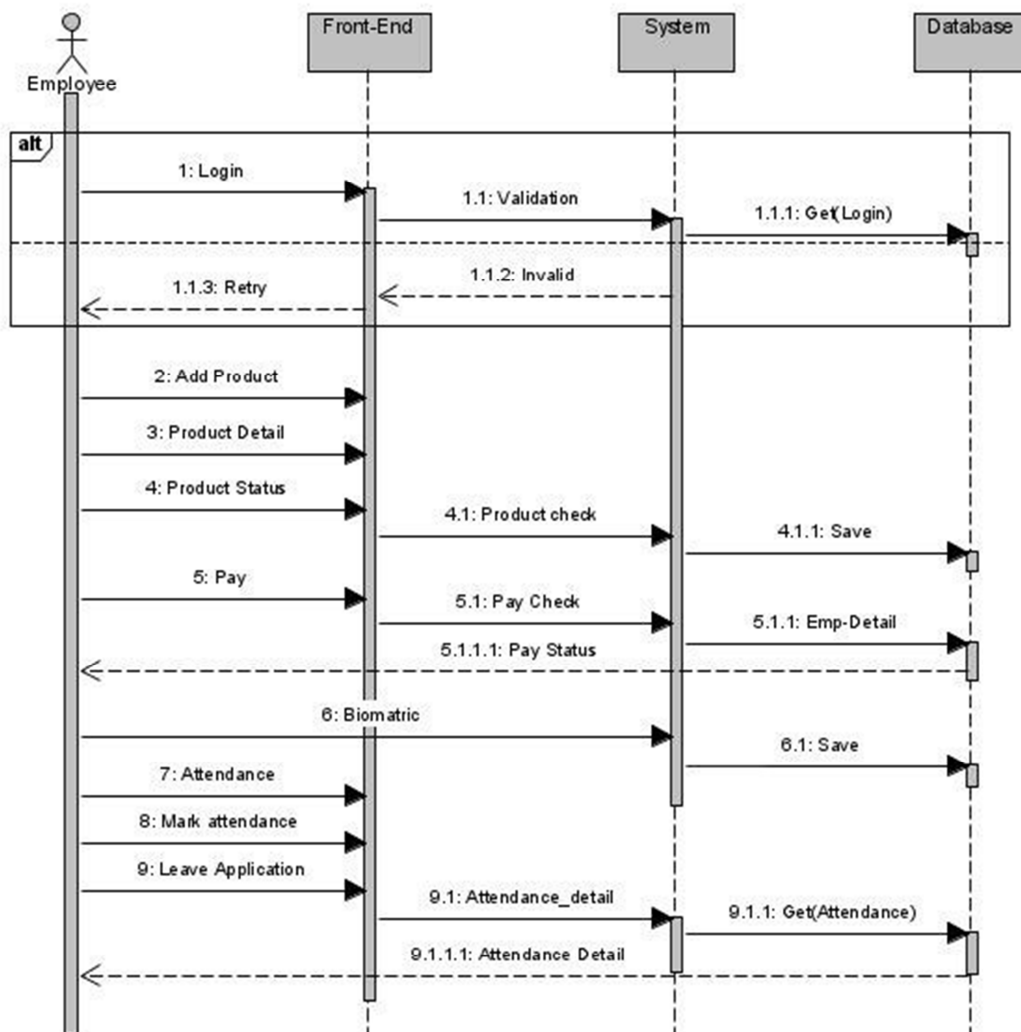 Front-End
System
Database
Employee
alt
1: Login
1.1: Validation
1.1.1: Get(Login)
1.1.2: Invalid
1.1.3: Retry
2: Add Product
3: Product Detail
4: Product Status
4.1: Product check
4.1.1: Save
5: Pay
5.1: Pay Check
5.1.1: Emp-Detail
5.1.1.1: Pay Status
6: Biomatric
6.1: Save
7: Attendance
8: Mark attendance
9: Leave Application
9.1: Attendance_detail
9.1.1: Get(Attendance)
9.1.1.1: Attendance Detail